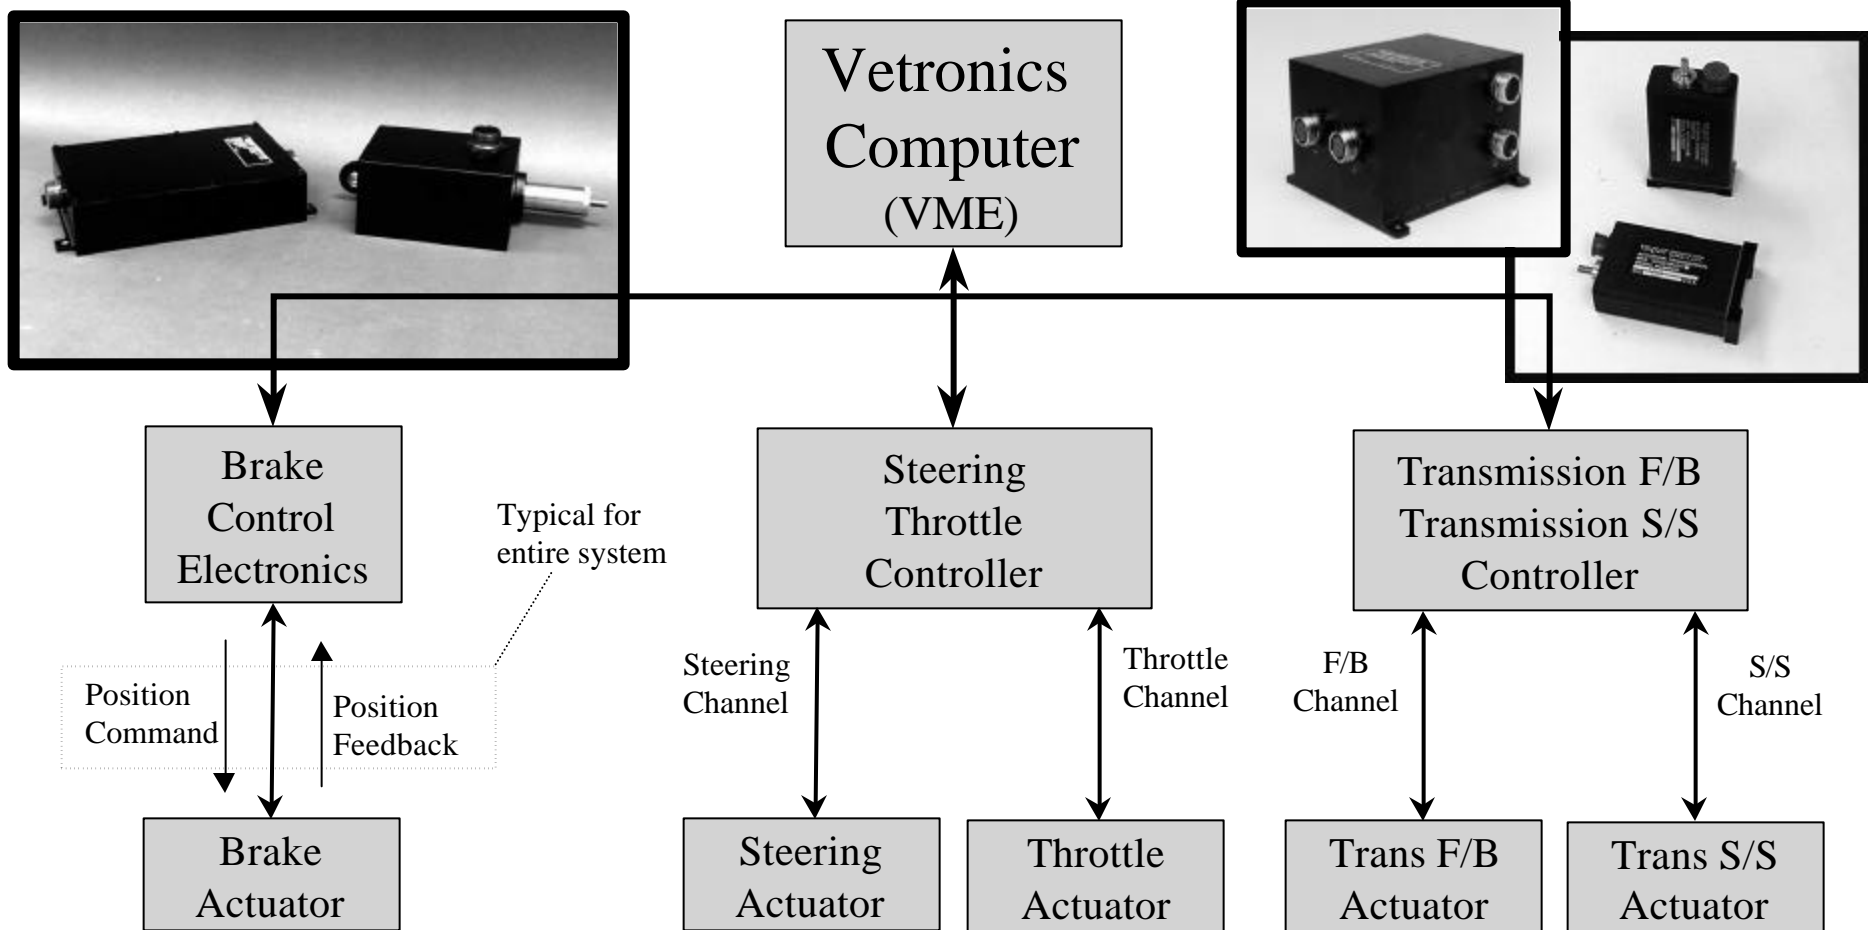 Vetronics
Computer
(VME)
Brake
Control
Electronics
Typical for
entire system
Steering
Throttle
Controller
Transmission F/B
Transmission S/S
Controller
Position
Command
Position
Feedback
Steering
Channel
Throttle
Channel
F/B
Channel
S/S
Channel
Brake
Actuator
Steering
Actuator
Throttle
Actuator
Trans F/B
Actuator
Trans S/S
Actuator